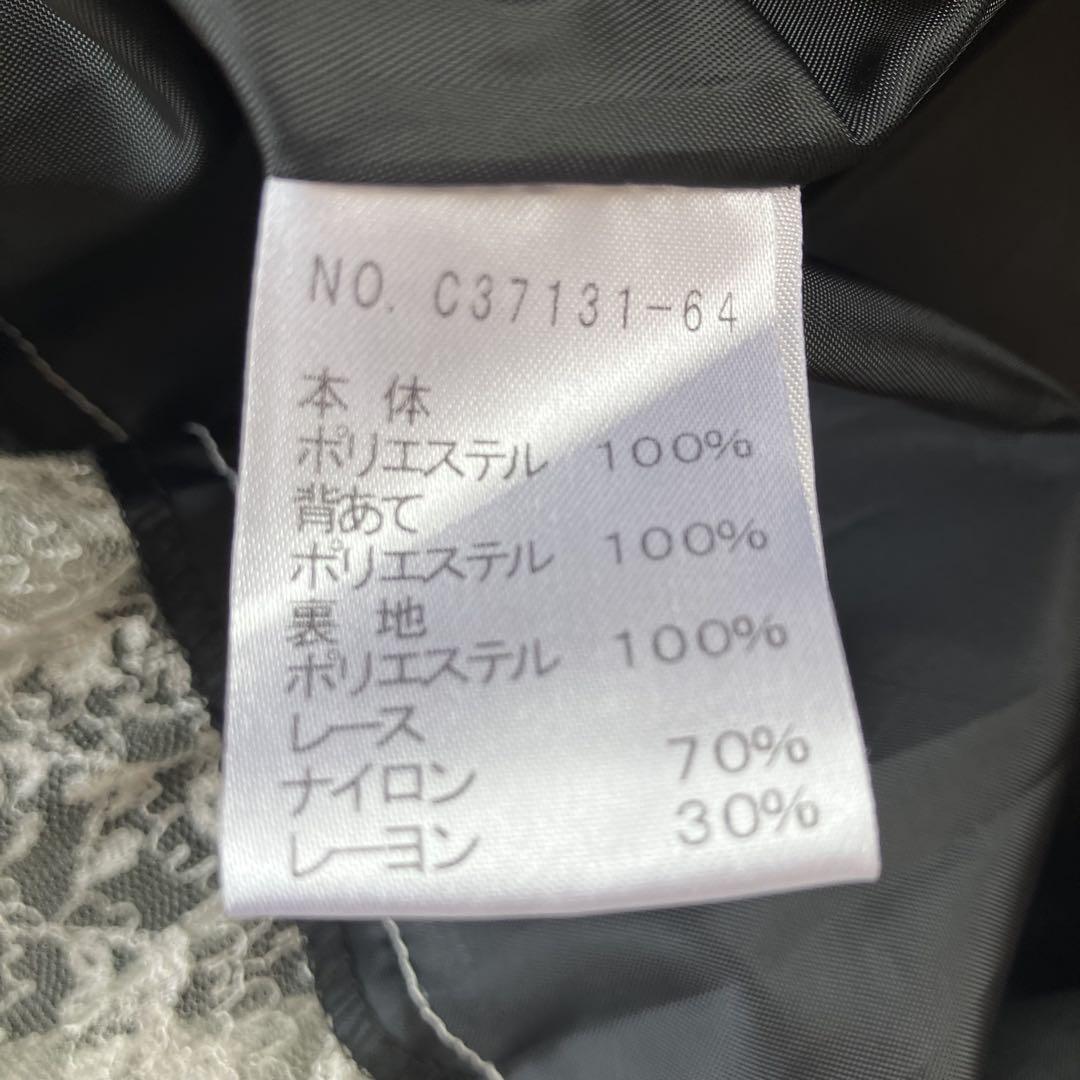 NO. C37131-64
本 体
ポリエステル 100%
背あて
ポリエステル 100%
裏 地
ポリエステル 100%
レース
ナイロン 70%
レーヨン 30%